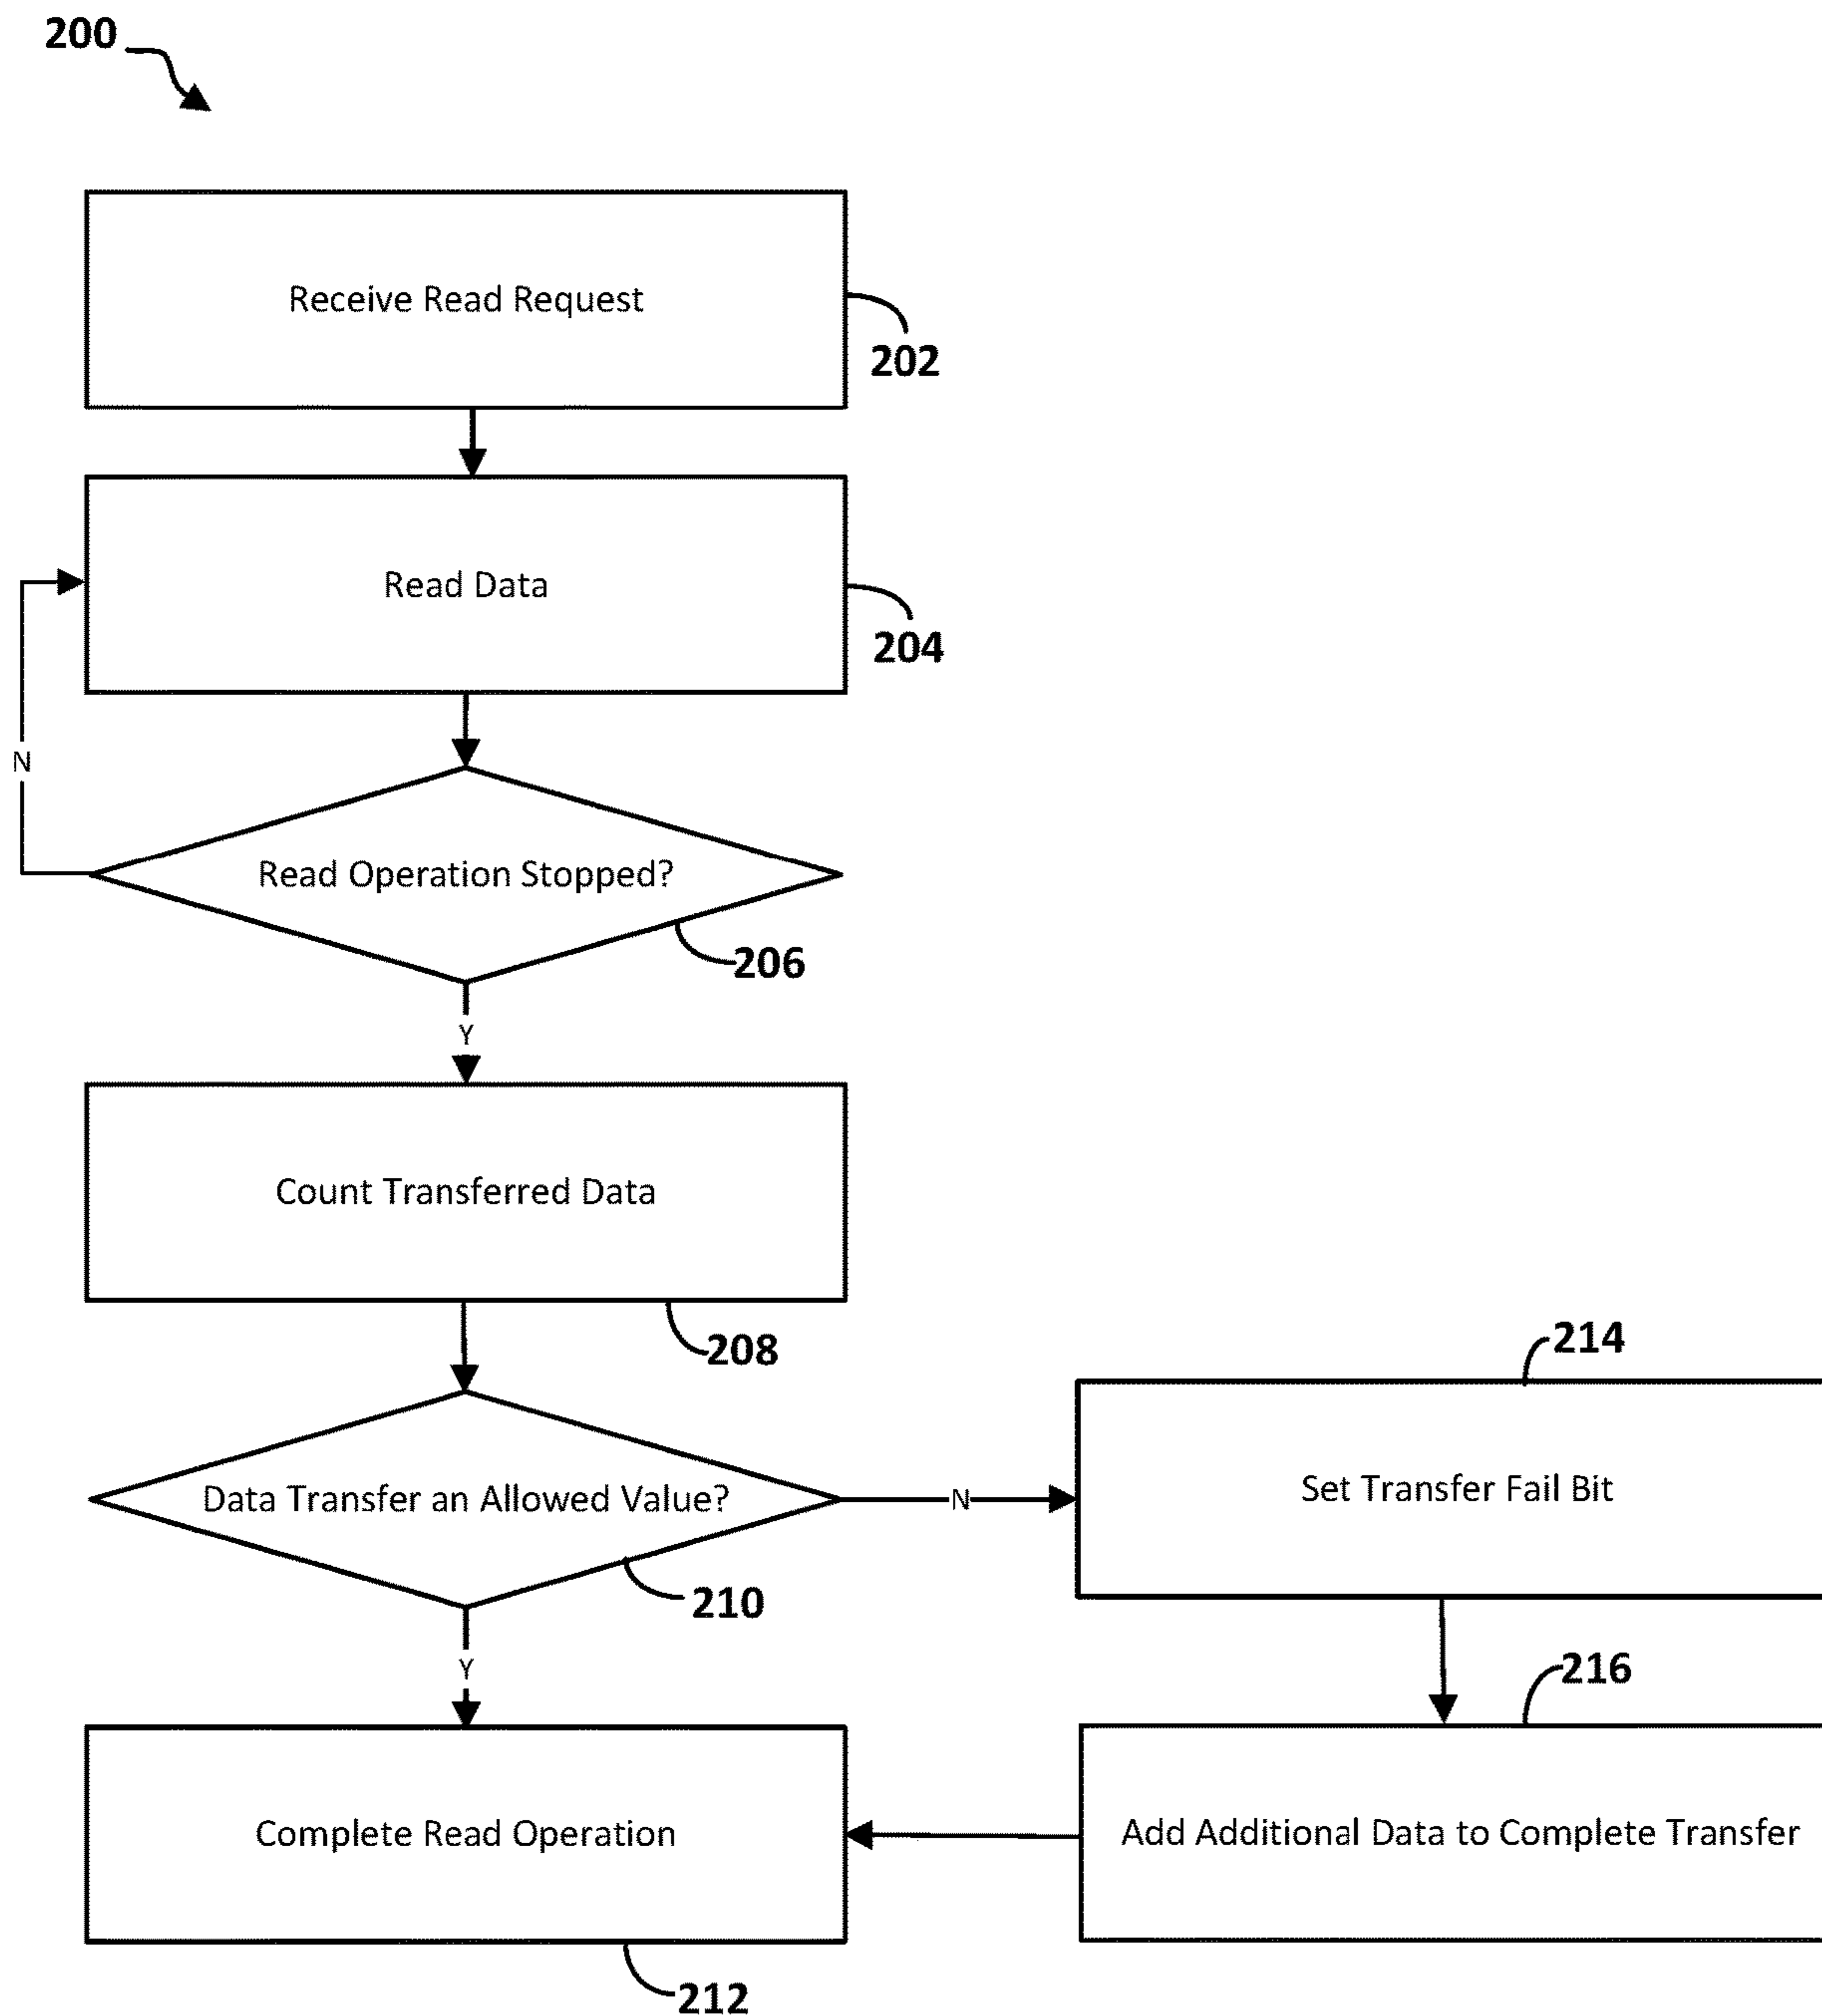 200
Receive Read Request
202
Read Data
204
N
Read Operation Stopped?
206
Y
Count Transferred Data
208
214
Data Transfer an Allowed Value?
N
Set Transfer Fail Bit
210
Y
216
Complete Read Operation
Add Additional Data to Complete Transfer
212